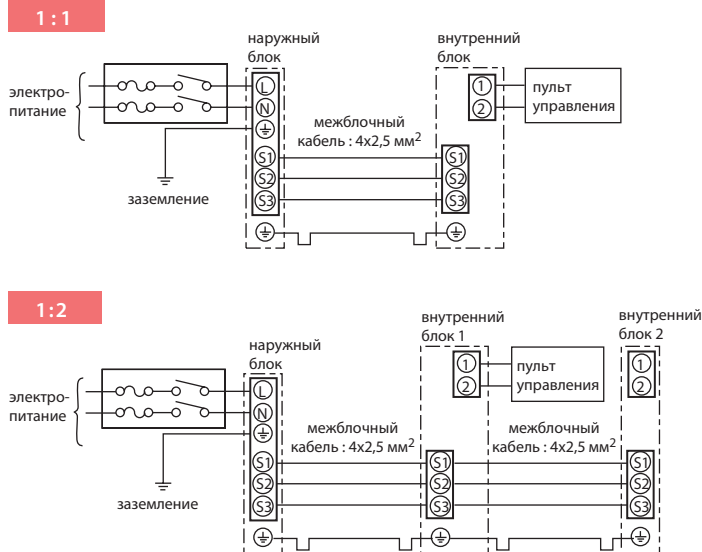 1:1
наружный
блок
внутренний
блок
электро-
питание
L
N
1
2
пульт
управления
межблочный
кабель : 4x2,5 мм²
S1
S2
S3
S1
S2
S3
заземление
1:2
наружный
блок
внутренний
блок 1
внутренний
блок 2
электро-
питание
L
N
1
2
пульт
управления
1
2
межблочный
кабель : 4x2,5 мм²
межблочный
кабель : 4x2,5 мм²
S1
S2
S3
S1
S2
S3
S1
S2
S3
заземление